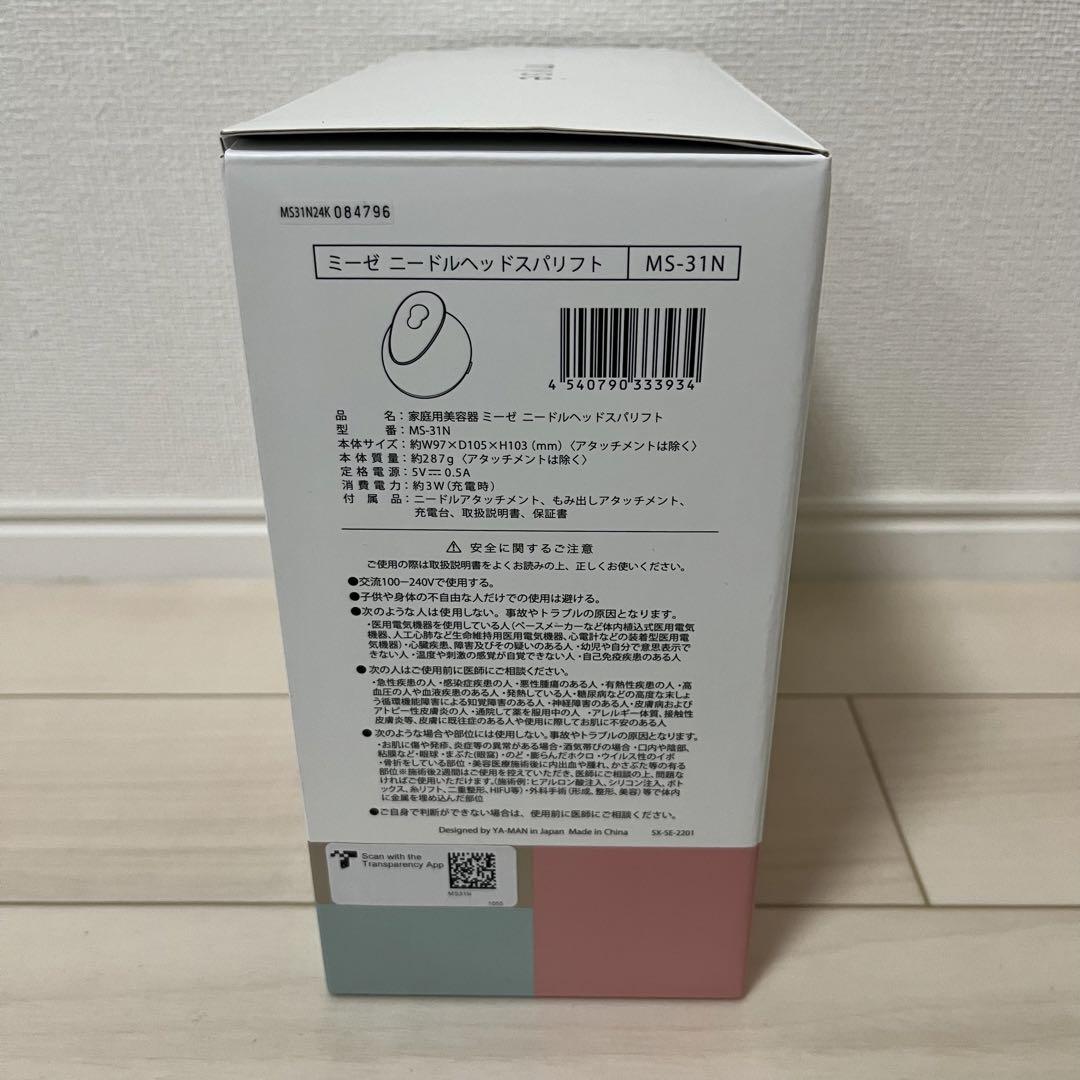 myse
MS31N24K 084796
ミーゼ ニードルヘッドスパリフト MS-31N
4 540790 333934
品 名：家庭用美容器 ミーゼ ニードルヘッドスパリフト
型 番：MS-31N
本体サイズ：約W97×D105×H103（mm）〈アタッチメントは除く〉
本体質量：約287g〈アタッチメントは除く〉
定格電源：5V⎓0.5A
消費電力：約3W（充電時）
付属品：ニードルアタッチメント、もみ出しアタッチメント、
充電台、取扱説明書、保証書
⚠ 安全に関するご注意
ご使用の際は取扱説明書をよくお読みの上、正しくお使いください。
●交流100－240Vで使用する。
●子供や身体の不自由な人だけでの使用は避ける。
●次のような人は使用しない。事故やトラブルの原因となります。
・医用電気機器を使用している人（ペースメーカーなど体内植込式医用電気
機器、人工心肺など生命維持用医用電気機器、心電計などの装着型医用電
気機器）・心臓疾患、障害及びその疑いのある人・幼児や自分で意思表示で
きない人・温度や刺激の感覚が自覚できない人・自己免疫疾患のある人
●次の人はご使用前に医師にご相談ください。
・急性疾患の人・感染症疾患の人・悪性腫瘍のある人・有熱性疾患の人・高
血圧の人や血液疾患のある人・発熱している人・糖尿病などの高度な末しょ
う循環機能障害による知覚障害のある人・神経障害のある人・皮膚病および
アトピー性皮膚炎の人・通院して薬を服用中の人 ・アレルギー体質、接触性
皮膚炎等、皮膚に既往症のある人や使用に際してお肌に不安のある人
●次のような場合や部位には使用しない。事故やトラブルの原因となります。
・お肌に傷や発疹、炎症等の異常がある場合・酒気帯びの場合・口内や陰部、
粘膜など・眼球・まぶた（眼窩）・のど・膨らんだホクロ・ウイルス性のイボ
・骨折をしている部位・美容医療施術後に内出血や腫れ、かさぶた等の有る
部位※施術後2週間はご使用を控えていただき、医師にご相談の上、問題な
ければご使用いただけます。（施術例：ヒアルロン酸注入、シリコン注入、ボト
ックス、糸リフト、二重整形、HIFU等）・外科手術（形成、整形、美容）等で体内
に金属を埋め込んだ部位
●ご自身で判断ができない場合は、使用前に医師にご相談ください。
Designed by YA-MAN in Japan Made in China SX-SE-2201
Scan with the
Transparency App
MS31N
1050